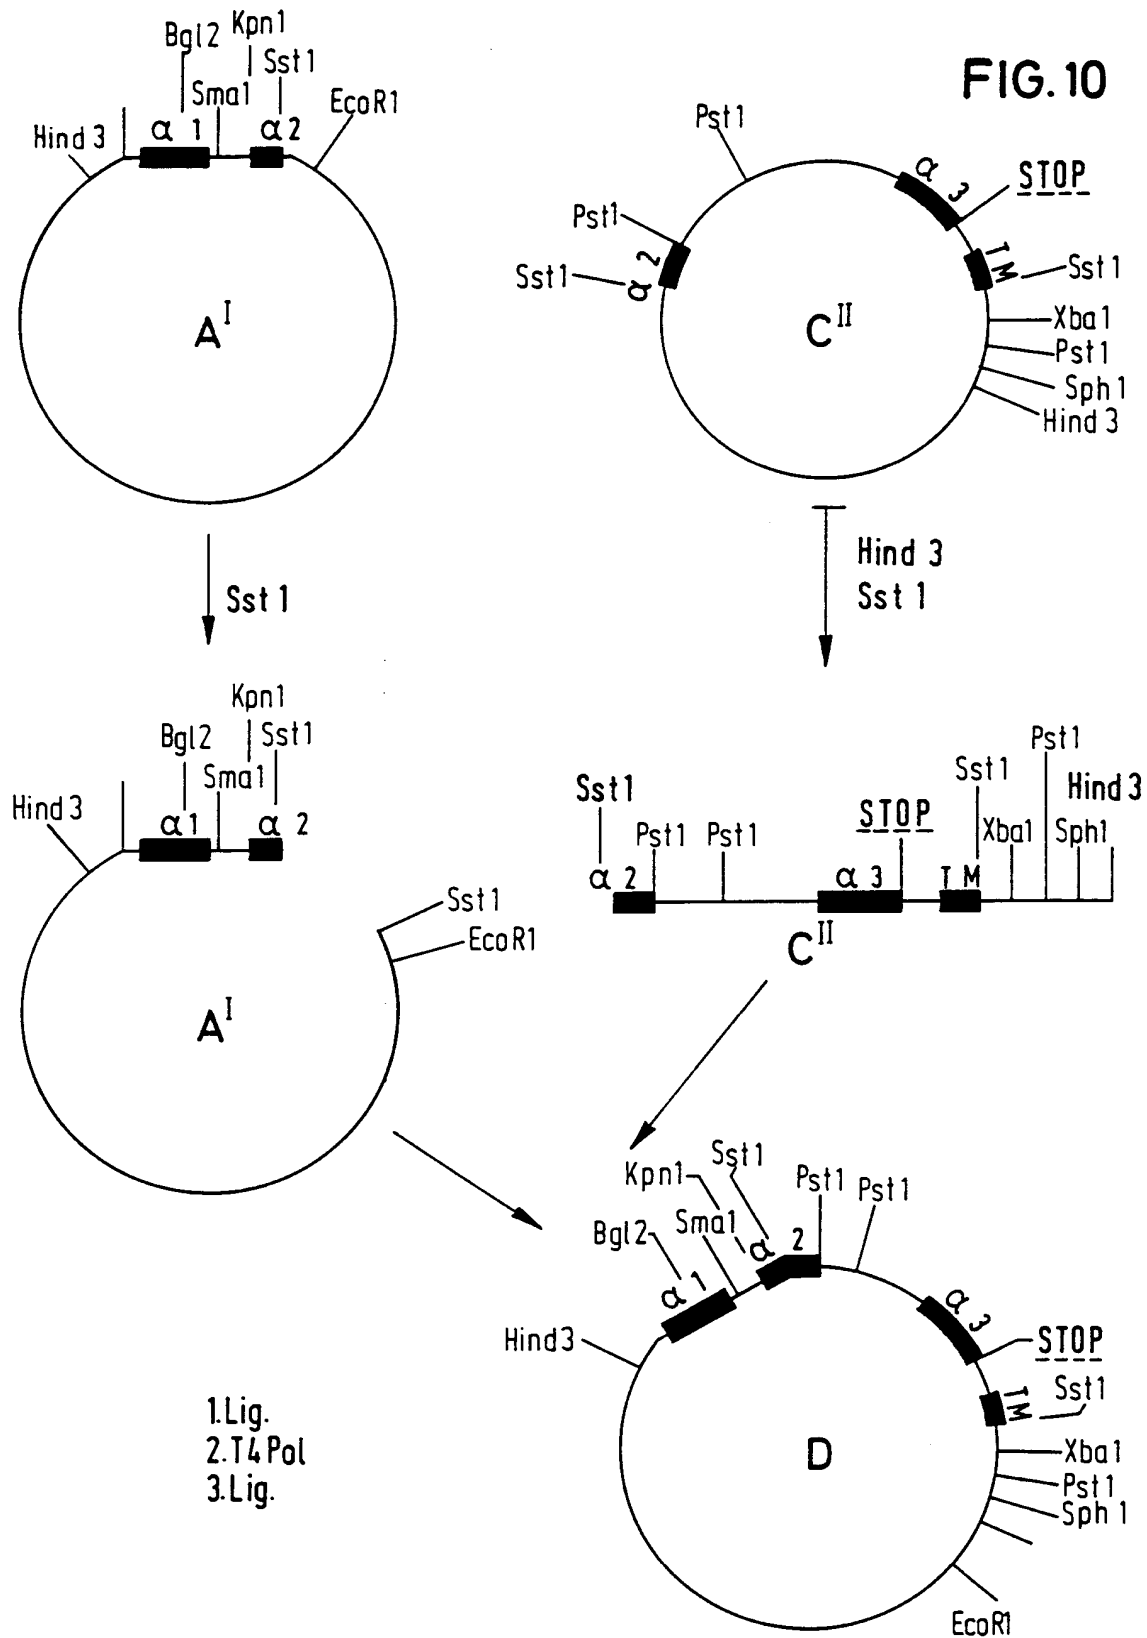 FIG. 10
Kpn1
Bgl2
Sst1
Sma1
EcoR1
Hind 3
α 1
α 2
A^I
Pst1
α 3
STOP
Pst1
α 2
Sst1
TM
Sst1
Xba1
Pst1
Sph 1
Hind 3
C^II
Sst 1
Hind 3
Sst 1
Kpn1
Bgl2
Sst1
Sma1
Hind 3
α 1
α 2
Sst1
EcoR1
A^I
Pst1
Sst1
Hind 3
Sst1
STOP
Pst1
Pst1
Xba1
Sph1
α 2
α 3
T M
C^II
Sst1
Kpn1
Pst1
Pst1
Sma1
Bgl2
α 2
α 1
α 3
Hind3
STOP
Sst1
TM
Xba1
Pst1
Sph 1
EcoR1
D
1.Lig.
2.T4 Pol
3.Lig.